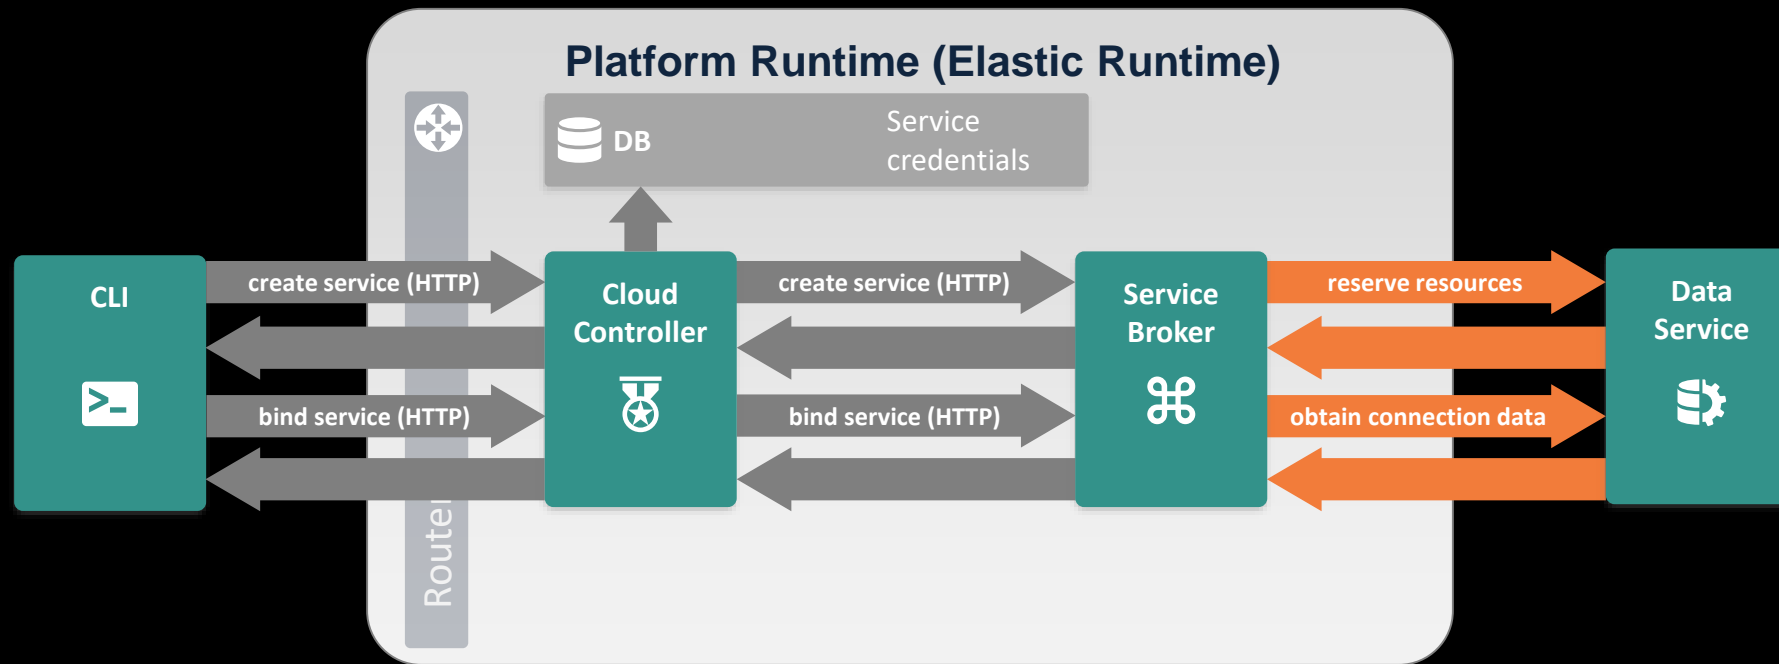 Platform Runtime (Elastic Runtime)
DB
Service
credentials
CLI
create service (HTTP)
Cloud
Controller
create service (HTTP)
Service
Broker
reserve resources
Data
Service
>_
bind service (HTTP)
bind service (HTTP)
obtain connection data
Router